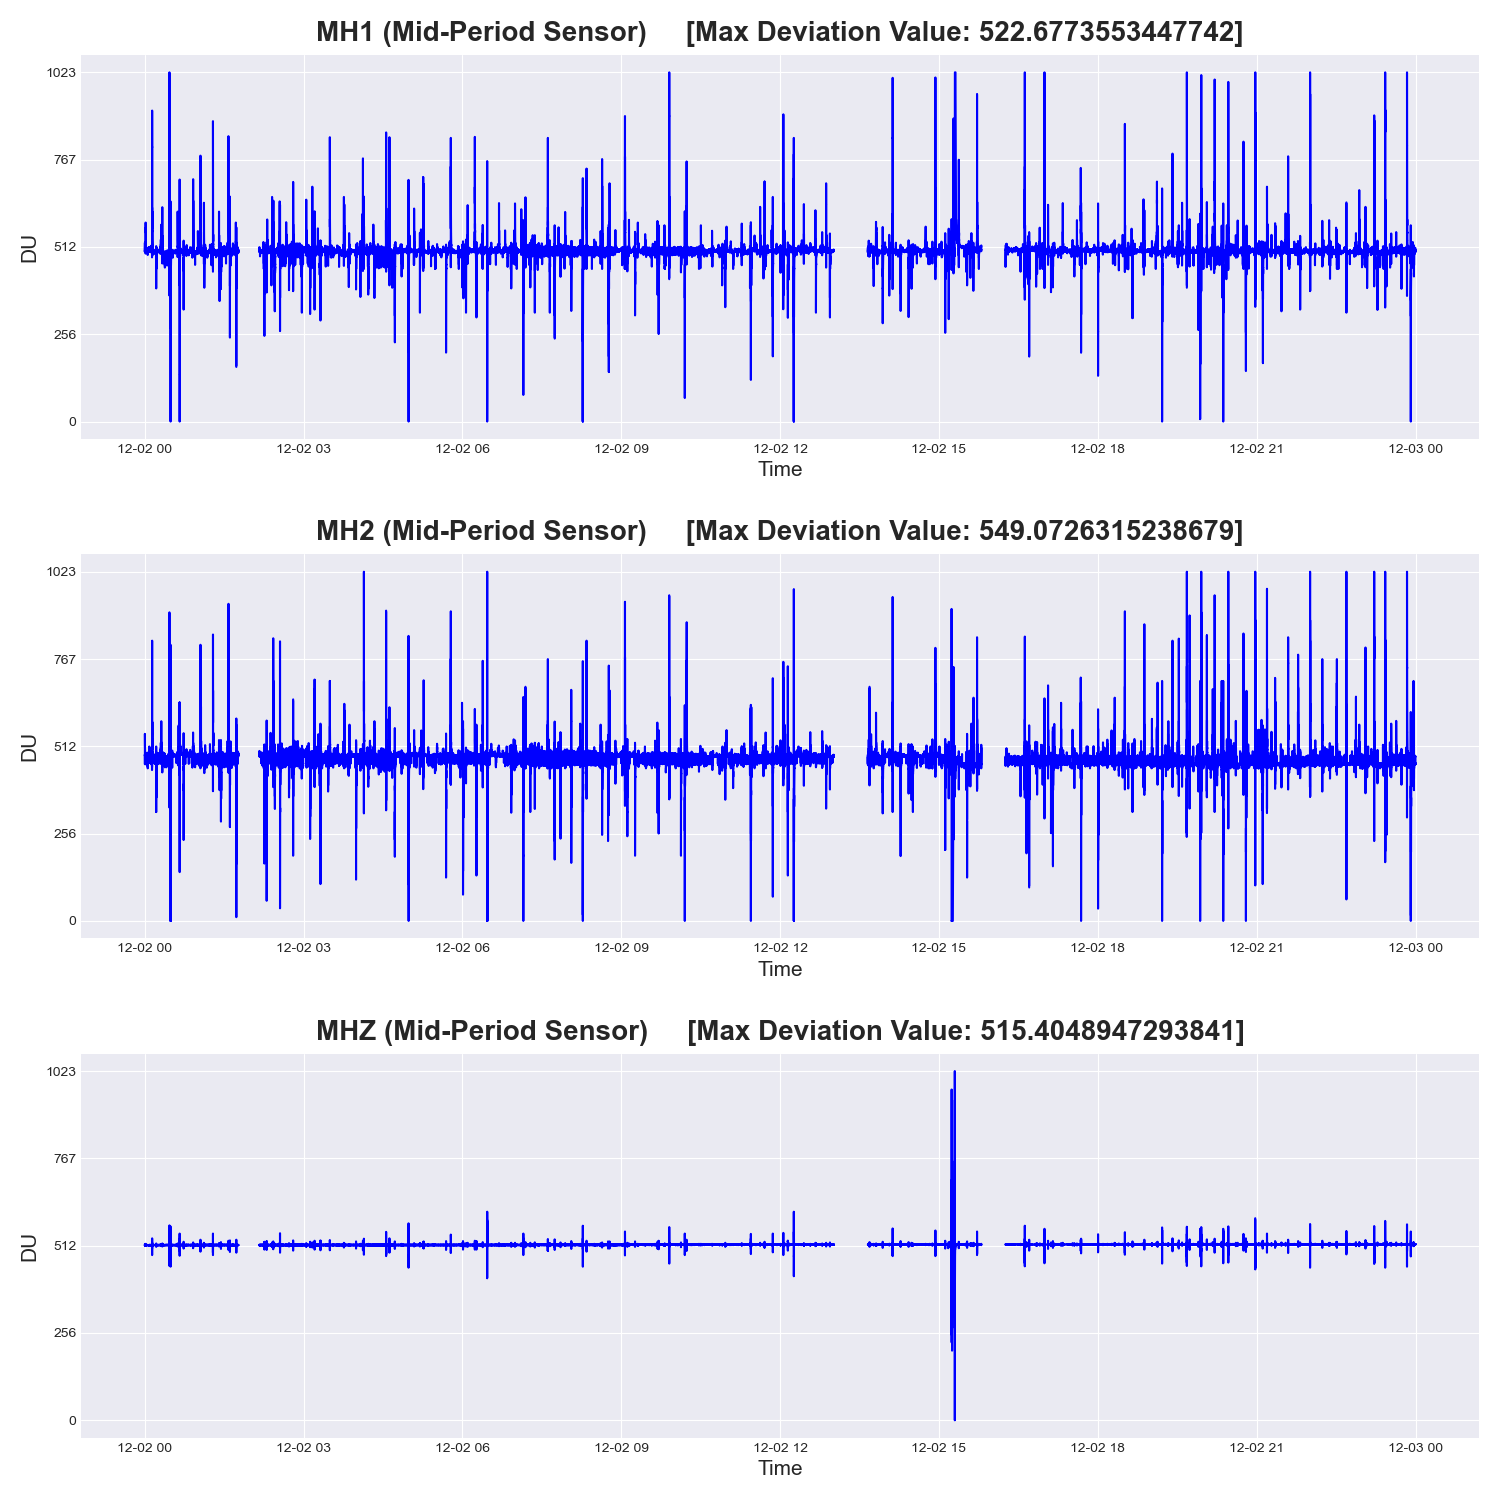 MH1 (Mid-Period Sensor) [Max Deviation Value: 522.6773553447742]
1023
767
512
256
0
DU
12-02 00 12-02 03 12-02 06 12-02 09 12-02 12 12-02 15 12-02 18 12-02 21 12-03 00
Time
MH2 (Mid-Period Sensor) [Max Deviation Value: 549.0726315238679]
1023
767
512
256
0
DU
12-02 00 12-02 03 12-02 06 12-02 09 12-02 12 12-02 15 12-02 18 12-02 21 12-03 00
Time
MHZ (Mid-Period Sensor) [Max Deviation Value: 515.4048947293841]
1023
767
512
256
0
DU
12-02 00 12-02 03 12-02 06 12-02 09 12-02 12 12-02 15 12-02 18 12-02 21 12-03 00
Time